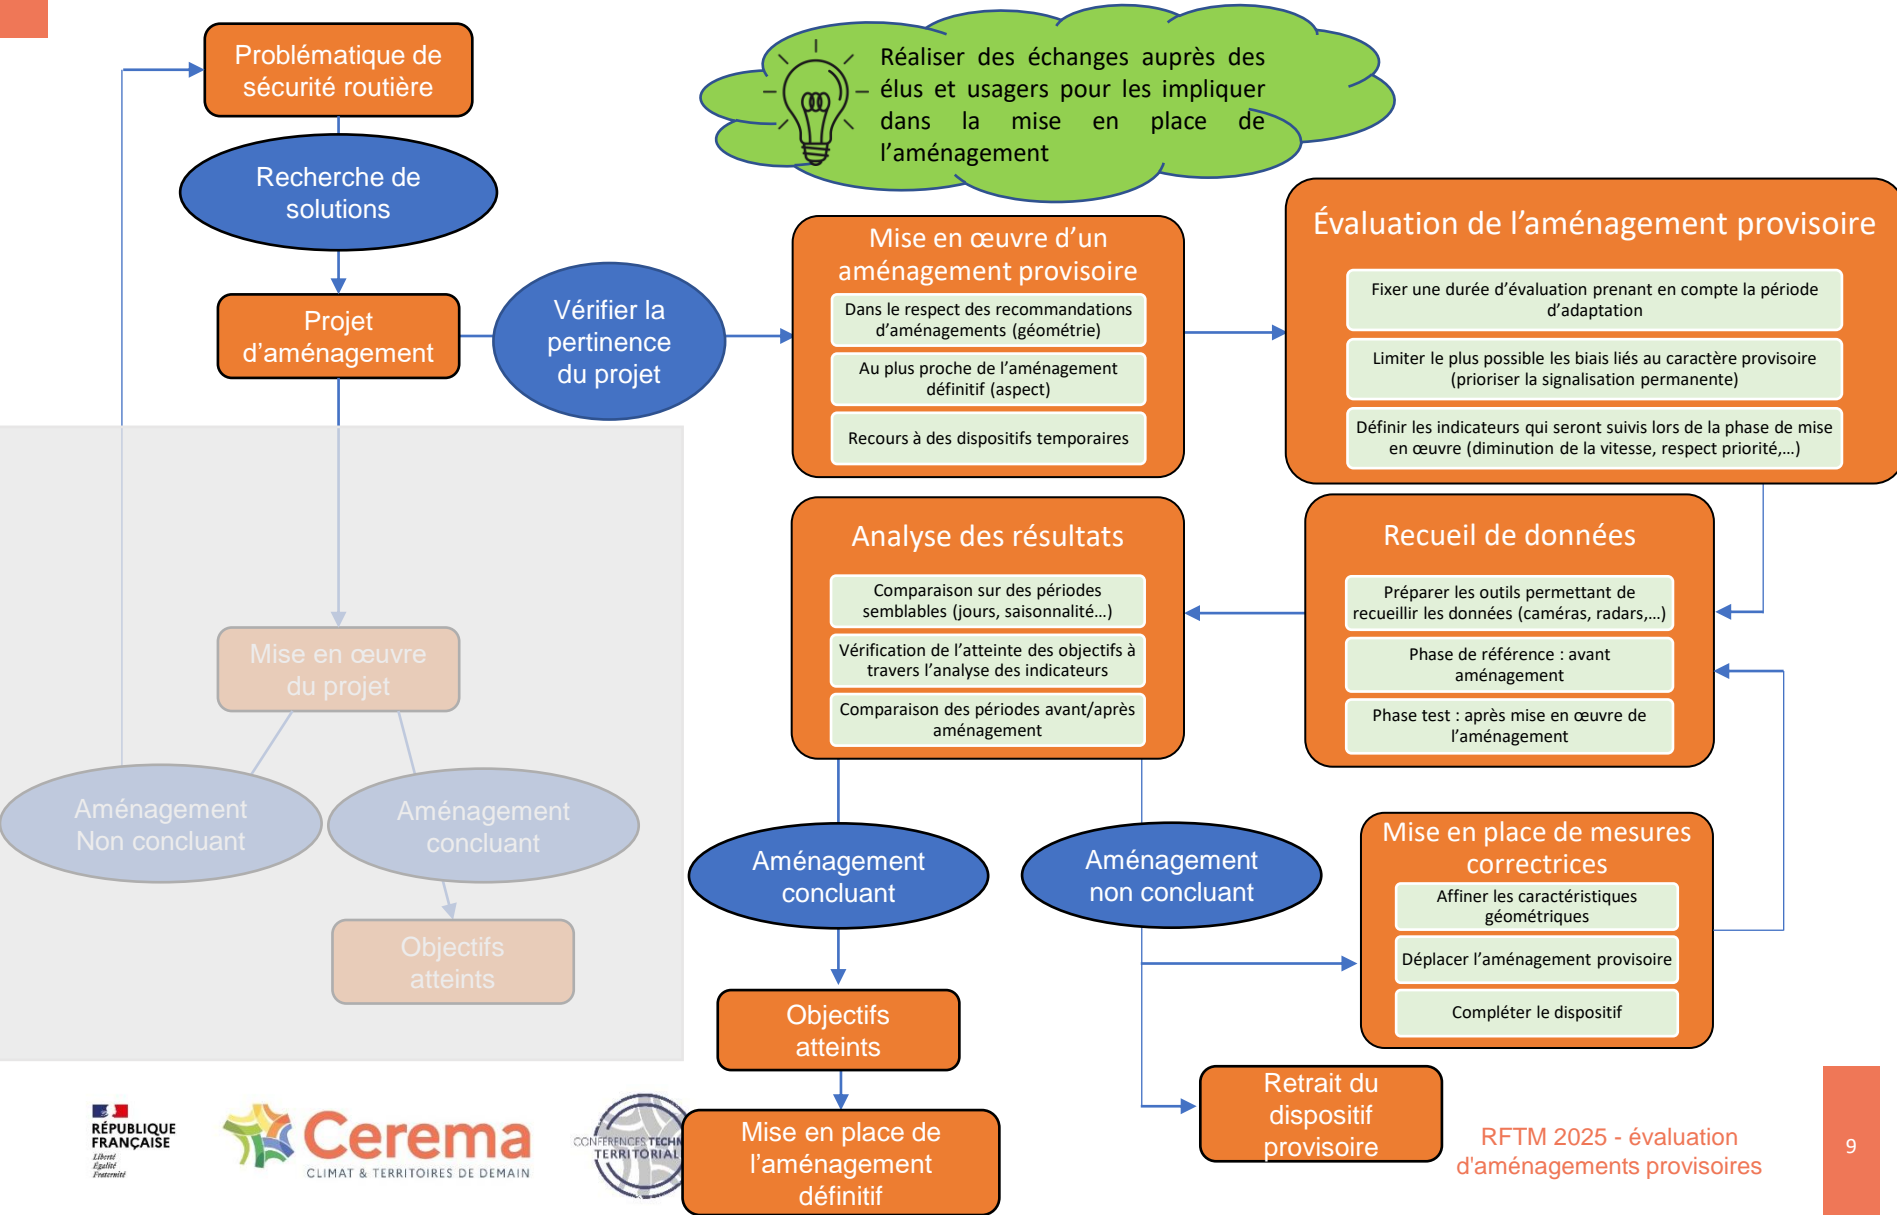 Problématique de
sécurité routière
Recherche de
solutions
Projet
d'aménagement
Vérifier la
pertinence
du projet
Réaliser des échanges auprès des
élus et usagers pour les impliquer
dans la mise en place de
l'aménagement
Mise en œuvre d'un
aménagement provisoire
Dans le respect des recommandations
d'aménagements (géométrie)
Au plus proche de l'aménagement
définitif (aspect)
Recours à des dispositifs temporaires
Évaluation de l'aménagement provisoire
Fixer une durée d'évaluation prenant en compte la période
d'adaptation
Limiter le plus possible les biais liés au caractère provisoire
(prioriser la signalisation permanente)
Définir les indicateurs qui seront suivis lors de la phase de mise
en œuvre (diminution de la vitesse, respect priorité,...)
Analyse des résultats
Comparaison sur des périodes
semblables (jours, saisonnalité...)
Vérification de l'atteinte des objectifs à
travers l'analyse des indicateurs
Comparaison des périodes avant/après
aménagement
Recueil de données
Préparer les outils permettant de
recueillir les données (caméras, radars,...)
Phase de référence : avant
aménagement
Phase test : après mise en œuvre de
l'aménagement
Mise en œuvre
du projet
Aménagement
Non concluant
Aménagement
concluant
Objectifs
atteints
Aménagement
concluant
Aménagement
non concluant
Mise en place de mesures
correctrices
Affiner les caractéristiques
géométriques
Déplacer l'aménagement provisoire
Compléter le dispositif
Objectifs
atteints
Mise en place de
l'aménagement
définitif
Retrait du
dispositif
provisoire
RÉPUBLIQUE
FRANÇAISE
Liberté
Égalité
Fraternité
Cerema
CLIMAT & TERRITOIRES DE DEMAIN
CONFÉRENCES TECHN
TERRITORIAL
RFTM 2025 - évaluation
d'aménagements provisoires
9